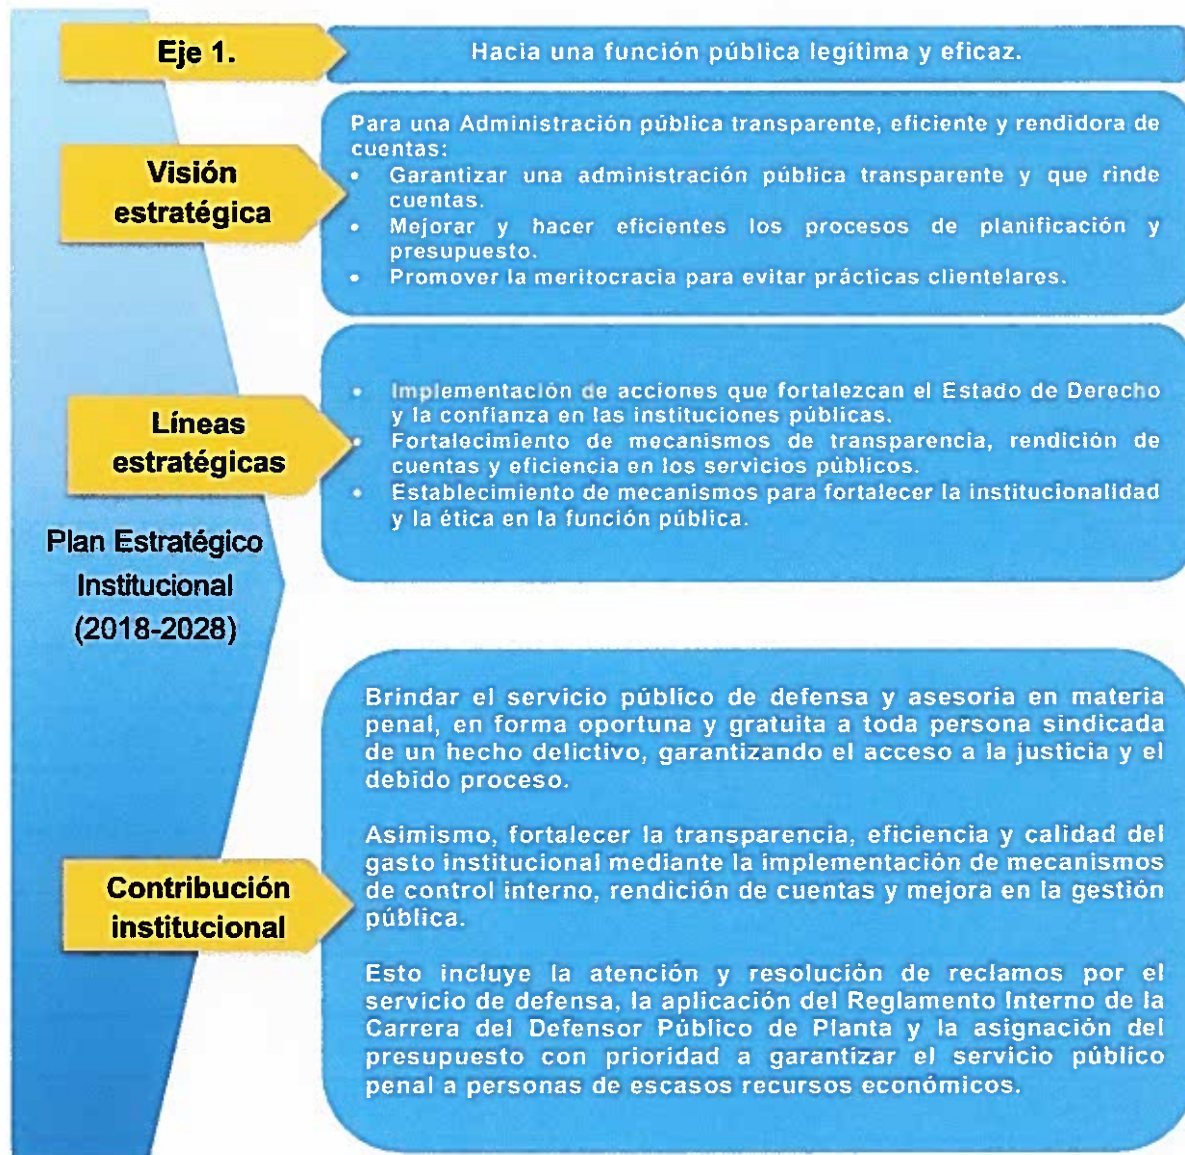 Eje 1.
Hacia una función pública legítima y eficaz.
Visión
estratégica
Para una Administración pública transparente, eficiente y rendidora de
cuentas:
• Garantizar una administración pública transparente y que rinde
cuentas.
• Mejorar y hacer eficientes los procesos de planificación y
presupuesto.
• Promover la meritocracia para evitar prácticas clientelares.
Líneas
estratégicas
• Implementación de acciones que fortalezcan el Estado de Derecho
y la confianza en las instituciones públicas.
• Fortalecimiento de mecanismos de transparencia, rendición de
cuentas y eficiencia en los servicios públicos.
• Establecimiento de mecanismos para fortalecer la institucionalidad
y la ética en la función pública.
Plan Estratégico
Institucional
(2018-2028)
Contribución
institucional
Brindar el servicio público de defensa y asesoría en materia
penal, en forma oportuna y gratuita a toda persona sindicada
de un hecho delictivo, garantizando el acceso a la justicia y el
debido proceso.
Asimismo, fortalecer la transparencia, eficiencia y calidad del
gasto institucional mediante la implementación de mecanismos
de control interno, rendición de cuentas y mejora en la gestión
pública.
Esto incluye la atención y resolución de reclamos por el
servicio de defensa, la aplicación del Reglamento Interno de la
Carrera del Defensor Público de Planta y la asignación del
presupuesto con prioridad a garantizar el servicio público
penal a personas de escasos recursos económicos.